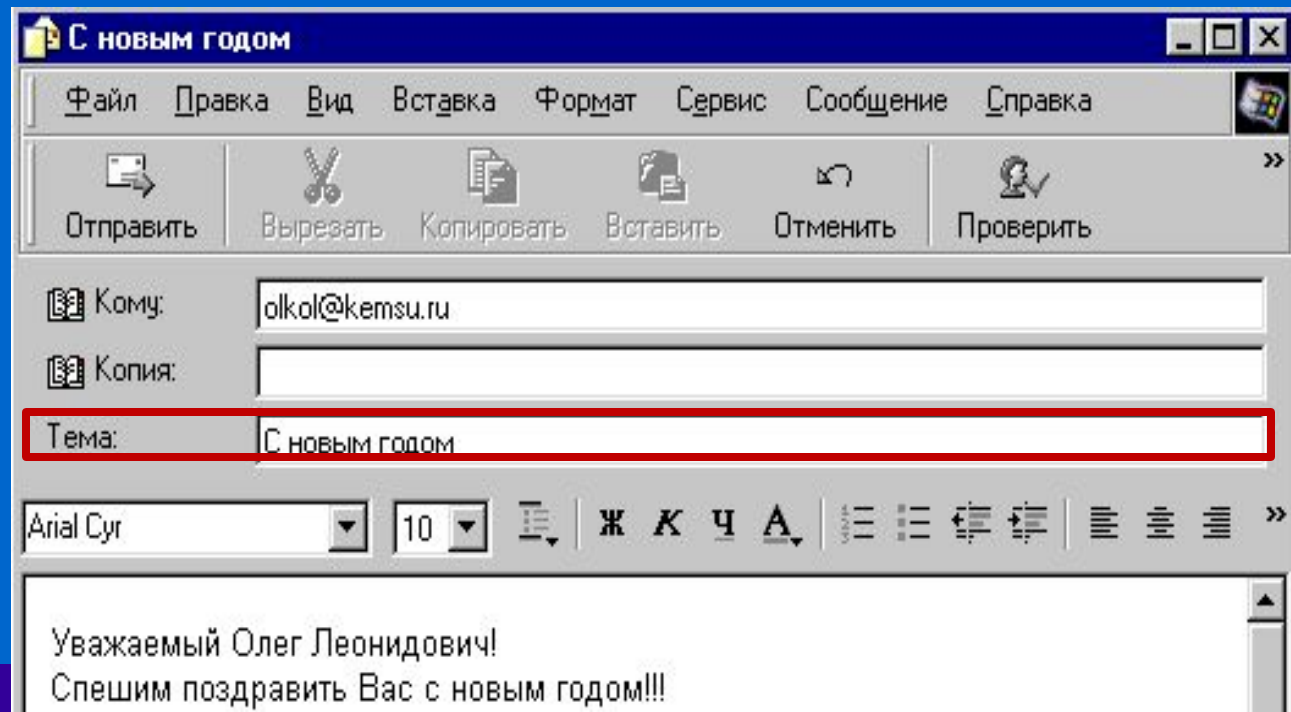 С новым годом
Файл Правка Вид Вставка Формат Сервис Сообщение Справка
Отправить Вырезать Копировать Вставить Отменить Проверить »
Кому: olkol@kemsu.ru
Копия:
Тема: С новым годом
Arial Cyr 10 Ж К Ч А »
Уважаемый Олег Леонидович!
Спешим поздравить Вас с новым годом!!!